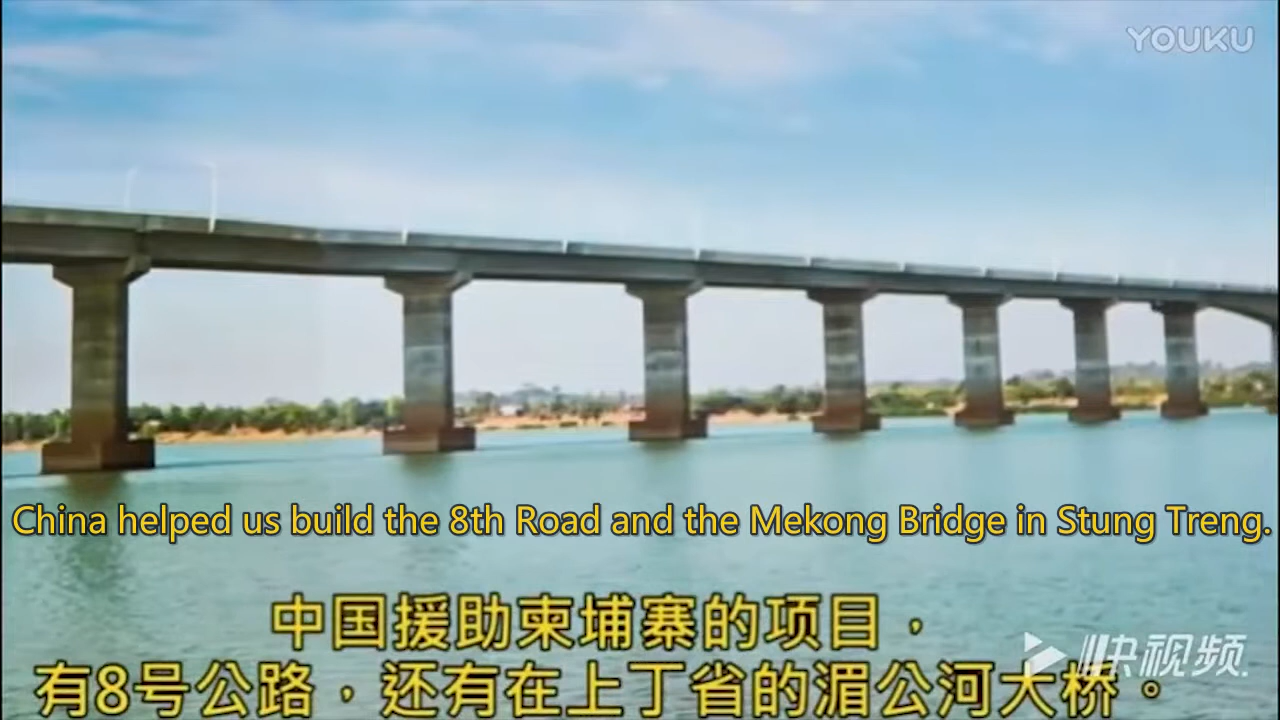 YOUKU
China helped us build the 8th Road and the Mekong Bridge in Stung Treng.
中国援助柬埔寨的项目，
有8号公路，还有在上丁省的湄公河大桥。
快视频